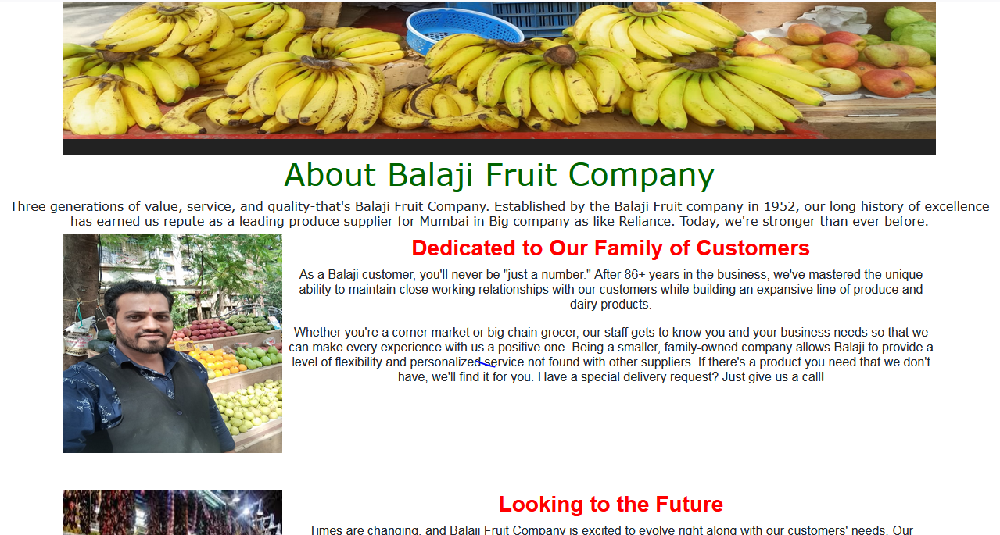 About Balaji Fruit Company
Three generations of value, service, and quality-that's Balaji Fruit Company. Established by the Balaji Fruit company in 1952, our long history of excellence
has earned us repute as a leading produce supplier for Mumbai in Big company as like Reliance. Today, we're stronger than ever before.
Dedicated to Our Family of Customers
As a Balaji customer, you'll never be "just a number." After 86+ years in the business, we've mastered the unique
ability to maintain close working relationships with our customers while building an expansive line of produce and
dairy products.
Whether you're a corner market or big chain grocer, our staff gets to know you and your business needs so that we
can make every experience with us a positive one. Being a smaller, family-owned company allows Balaji to provide a
level of flexibility and personalized service not found with other suppliers. If there's a product you need that we don't
have, we'll find it for you. Have a special delivery request? Just give us a call!
Looking to the Future
Times are changing, and Balaji Fruit Company is excited to evolve right along with our customers' needs. Our